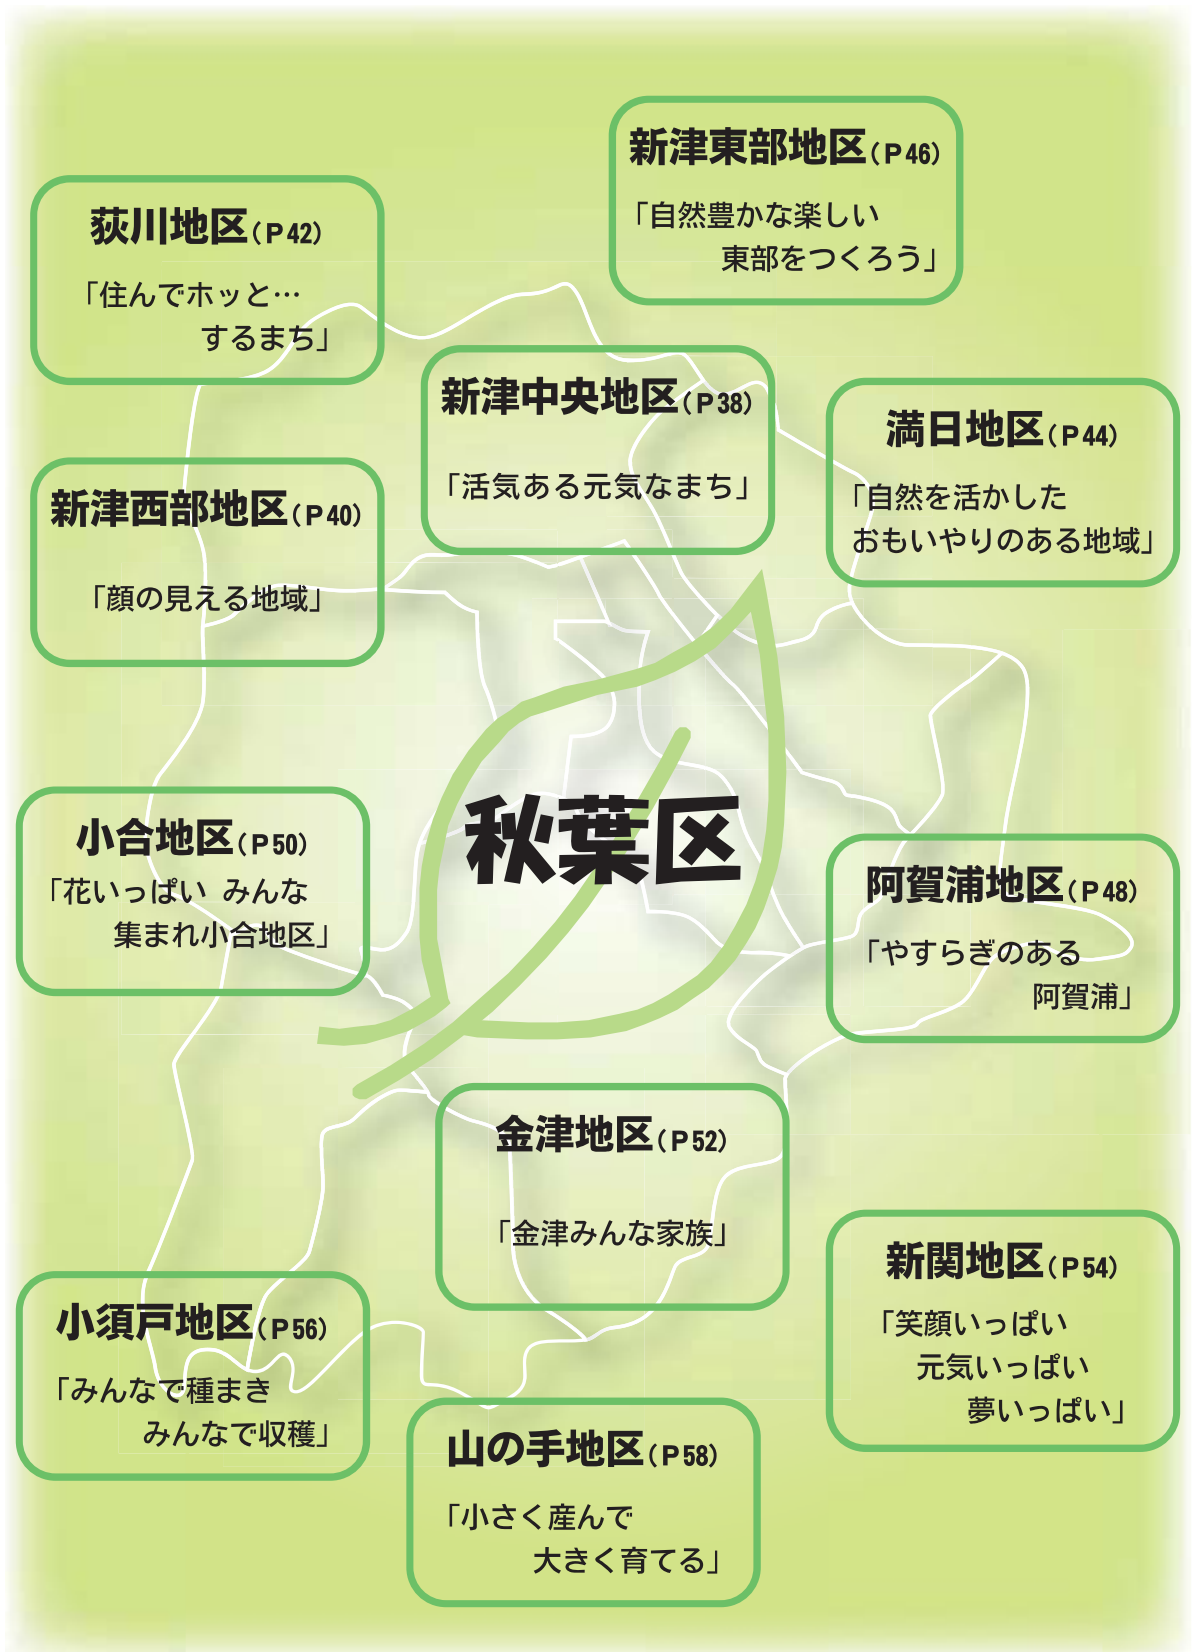 新津東部地区(P46)
「自然豊かな楽しい
東部をつくろう」
荻川地区(P42)
「住んでホッと…
するまち」
新津中央地区(P38)
「活気ある元気なまち」
満日地区(P44)
「自然を活かした
おもいやりのある地域」
新津西部地区(P40)
「顔の見える地域」
秋葉区
小合地区(P50)
「花いっぱい みんな
集まれ小合地区」
阿賀浦地区(P48)
「やすらぎのある
阿賀浦」
金津地区(P52)
「金津みんな家族」
新関地区(P54)
「笑顔いっぱい
元気いっぱい
夢いっぱい」
小須戸地区(P56)
「みんなで種まき
みんなで収穫」
山の手地区(P58)
「小さく産んで
大きく育てる」